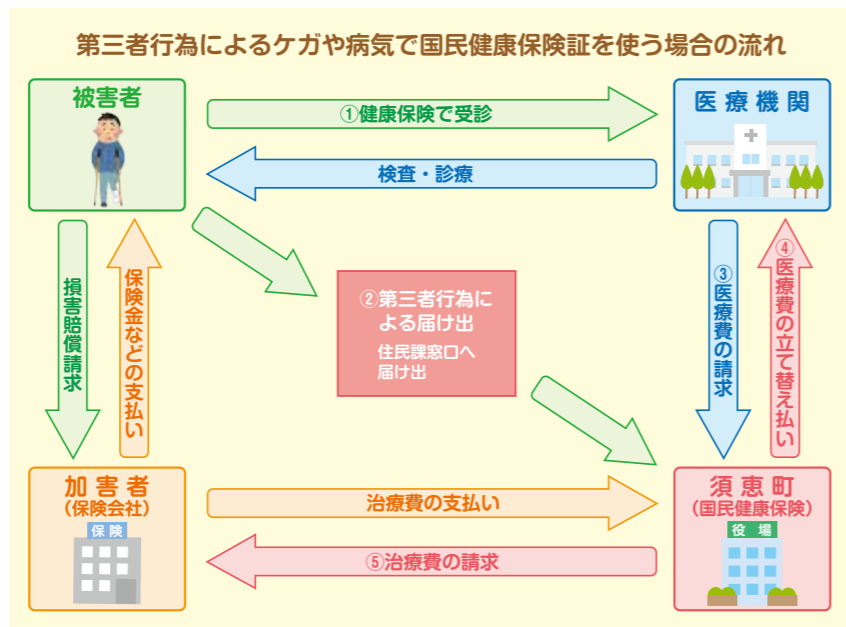 第三者行為によるケガや病気で国民健康保険証を使う場合の流れ
被害者
①健康保険で受診
医療機関
検査・診療
損害賠償請求
保険金などの支払い
②第三者行為に
よる届け出
住民課窓口へ
届け出
③医療費の請求
④医療費の立て替え払い
加害者
(保険会社)
保険
治療費の支払い
⑤治療費の請求
須恵町
(国民健康保険)
役場